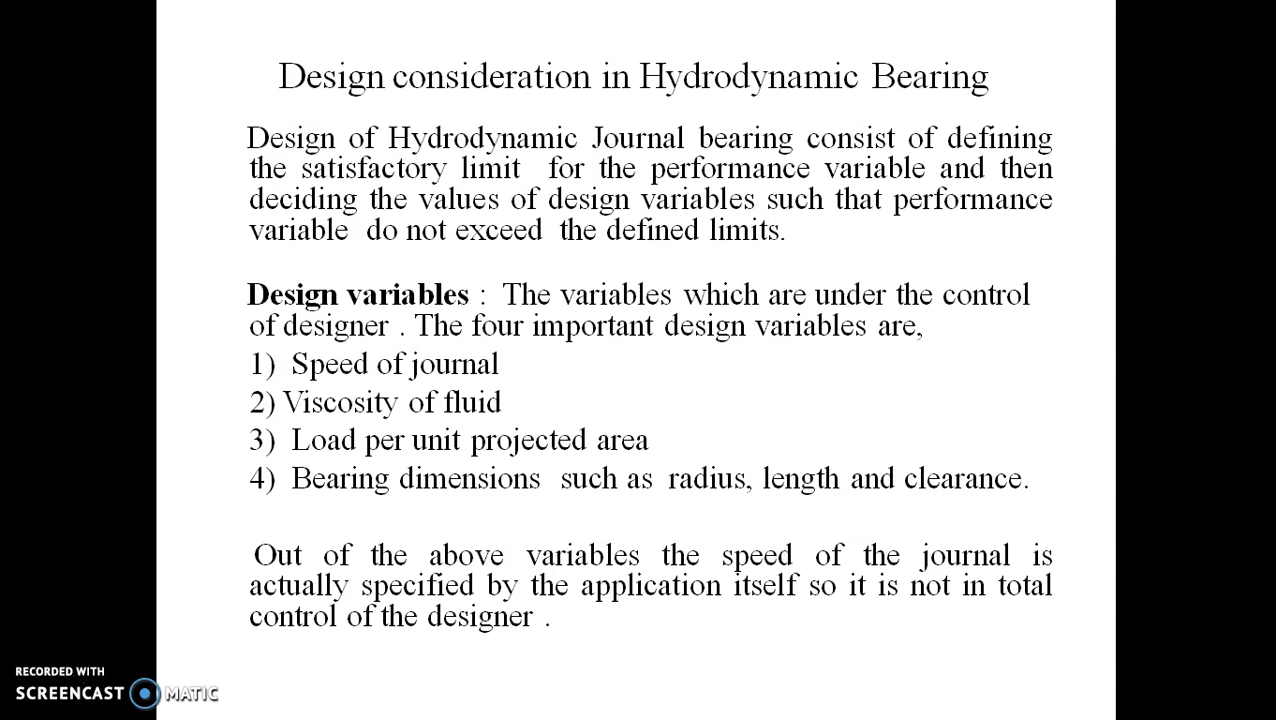 Design consideration in Hydrodynamic Bearing
Design of Hydrodynamic Journal bearing consist of defining
the satisfactory limit for the performance variable and then
deciding the values of design variables such that performance
variable do not exceed the defined limits.
Design variables : The variables which are under the control
of designer . The four important design variables are,
1) Speed of journal
2) Viscosity of fluid
3) Load per unit projected area
4) Bearing dimensions such as radius, length and clearance.
Out of the above variables the speed of the journal is
actually specified by the application itself so it is not in total
control of the designer .
RECORDED WITH
SCREENCAST MATIC